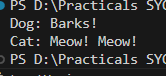 PS D:\Practicals SYC
Dog: Barks!
Cat: Meow! Meow!
PS D:\Practicals SYC